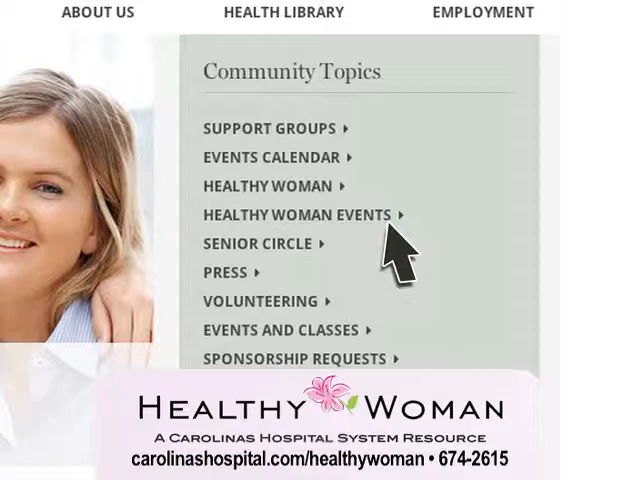 ABOUT US HEALTH LIBRARY EMPLOYMENT
Community Topics
SUPPORT GROUPS
EVENTS CALENDAR
HEALTHY WOMAN
HEALTHY WOMAN EVENTS
SENIOR CIRCLE
PRESS
VOLUNTEERING
EVENTS AND CLASSES
SPONSORSHIP REQUESTS
HEALTHY WOMAN
A CAROLINAS HOSPITAL SYSTEM RESOURCE
carolinashospital.com/healthywoman • 674-2615